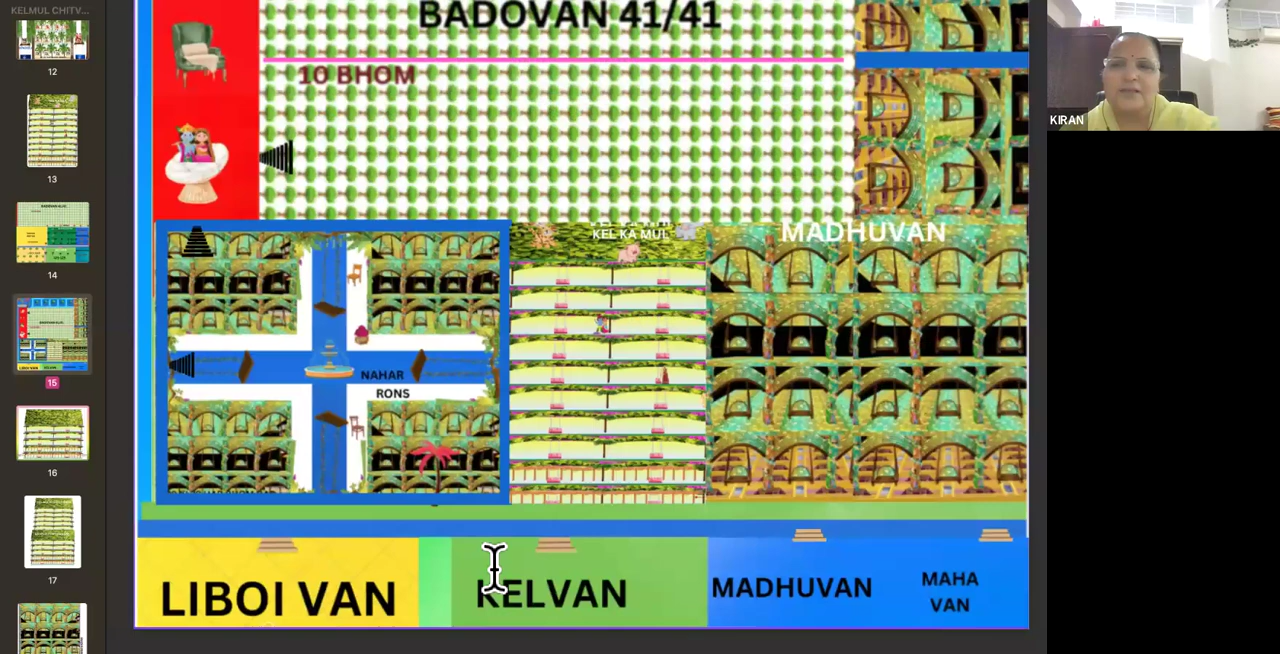 KELMUL CHITV...
12
13
14
15
16
17
BADOVAN 41/41
10 BHOM
KEL KA MUL
MADHUVAN
NAHAR
RONS
LIBOI VAN
KELVAN
MADHUVAN
MAHA
VAN
KIRAN